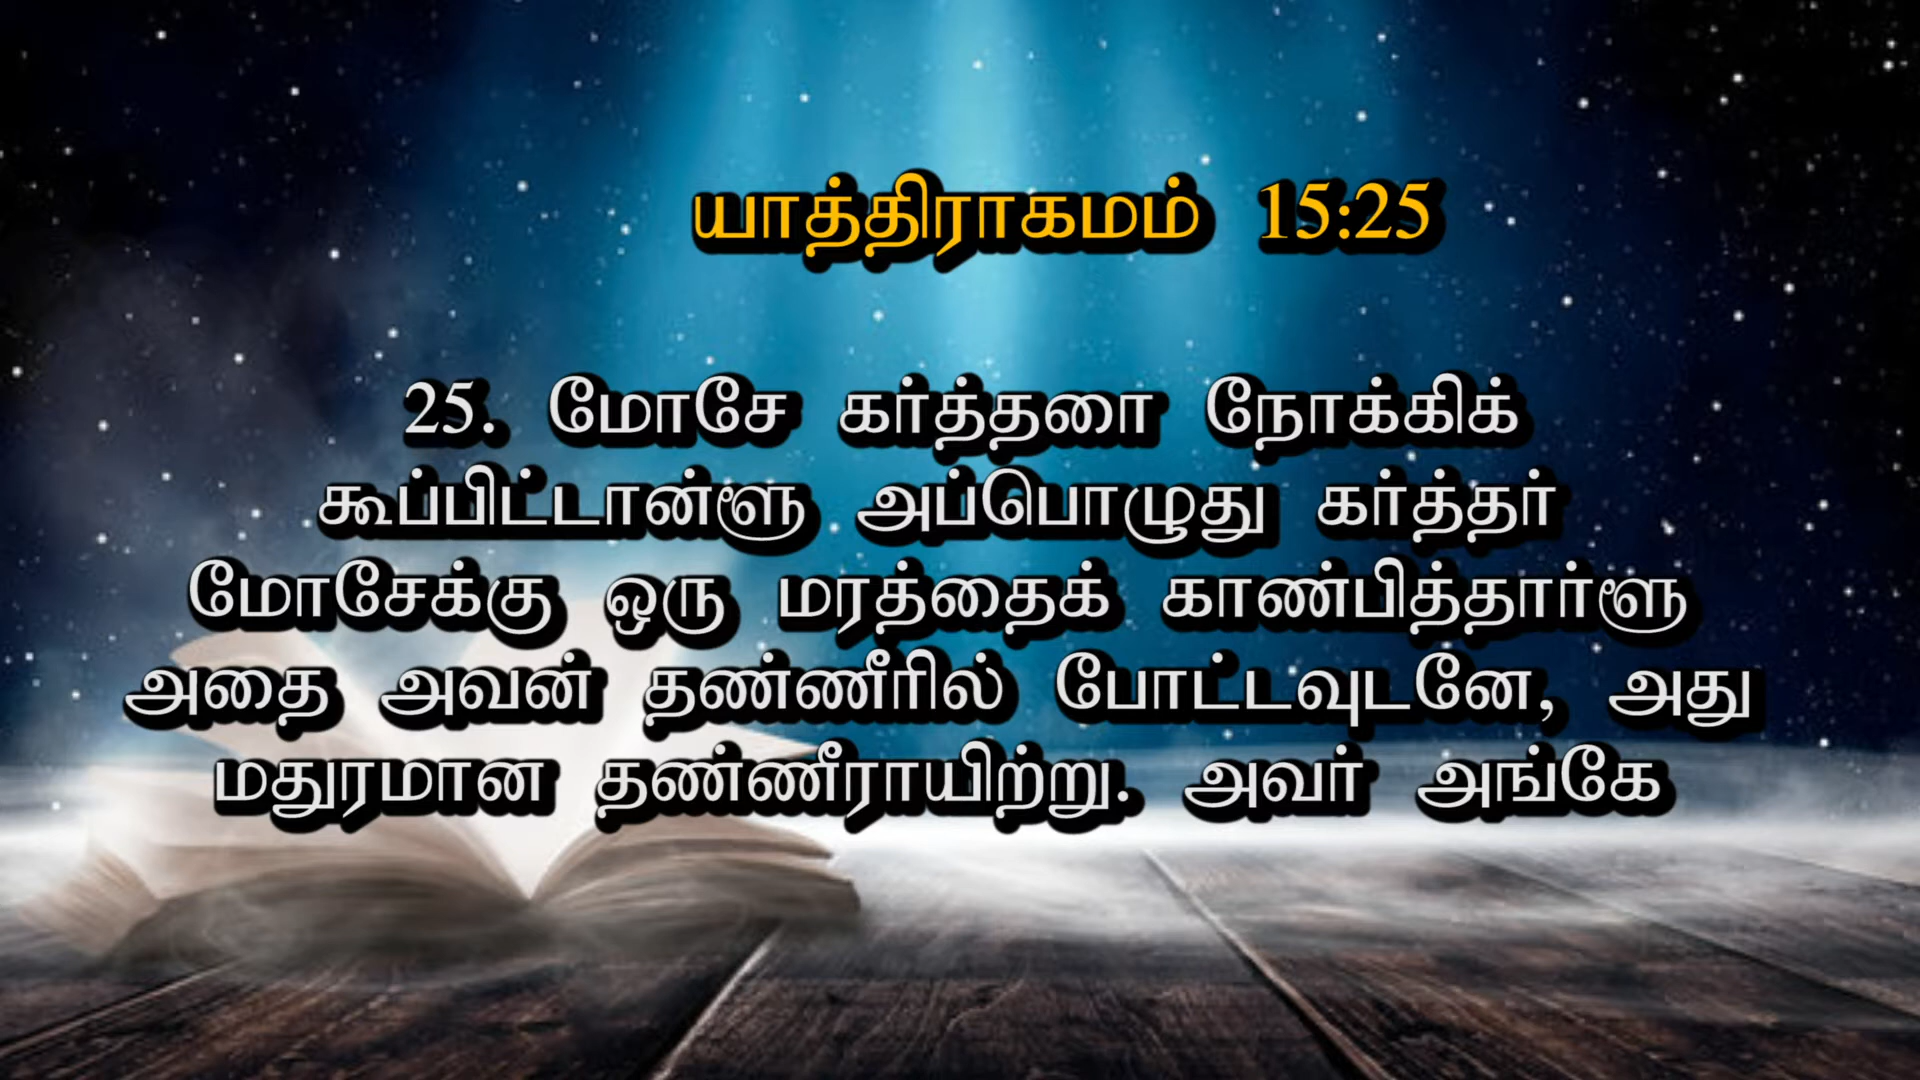 யாத்திராகமம் 15:25
25. மோசே கர்த்தரை நோக்கிக்
கூப்பிட்டான்ளூ அப்பொழுது கர்த்தர்
மோசேக்கு ஒரு மரத்தைக் காண்பித்தார்ளூ
அதை அவன் தண்ணீரில் போட்டவுடனே, அது
மதுரமான தண்ணீராயிற்று. அவர் அங்கே